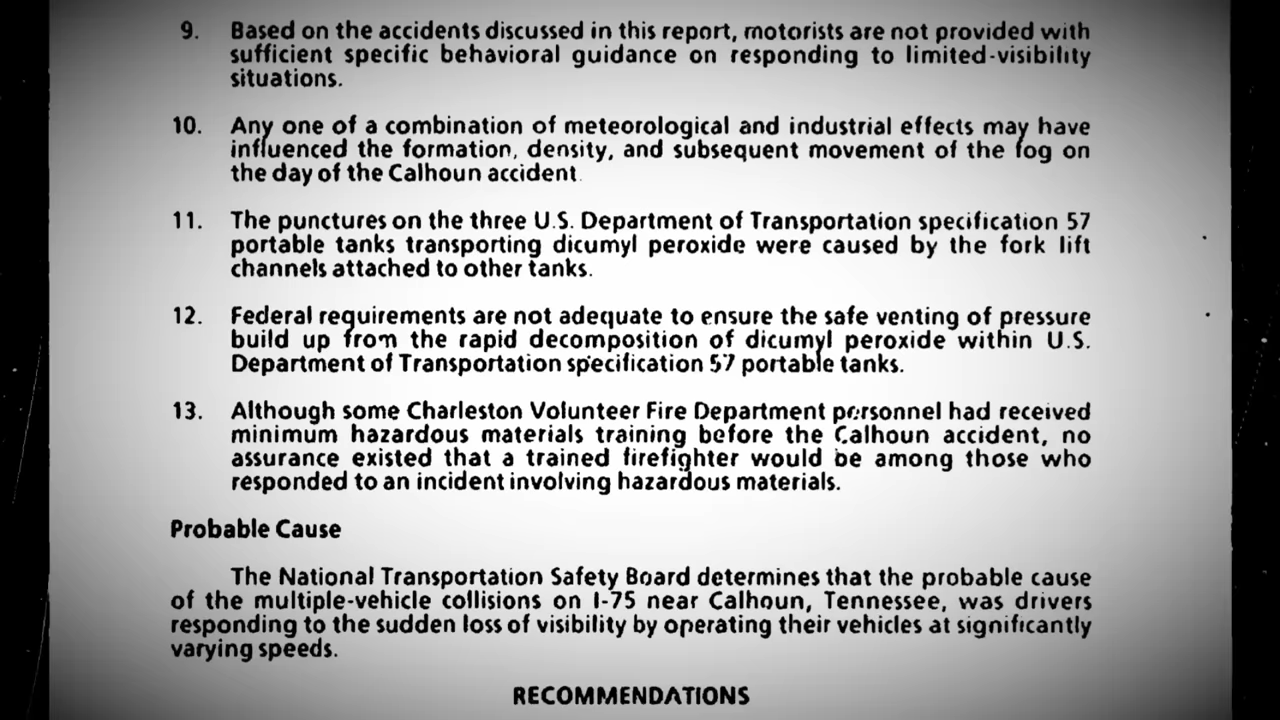 9. Based on the accidents discussed in this report, motorists are not provided with
sufficient specific behavioral guidance on responding to limited-visibility
situations.
10. Any one of a combination of meteorological and industrial effects may have
influenced the formation, density, and subsequent movement of the fog on
the day of the Calhoun accident.
11. The punctures on the three U.S. Department of Transportation specification 57
portable tanks transporting dicumyl peroxide were caused by the fork lift
channels attached to other tanks.
12. Federal requirements are not adequate to ensure the safe venting of pressure
build up from the rapid decomposition of dicumyl peroxide within U.S.
Department of Transportation specification 57 portable tanks.
13. Although some Charleston Volunteer Fire Department personnel had received
minimum hazardous materials training before the Calhoun accident, no
assurance existed that a trained firefighter would be among those who
responded to an incident involving hazardous materials.
Probable Cause
The National Transportation Safety Board determines that the probable cause
of the multiple-vehicle collisions on I-75 near Calhoun, Tennessee, was drivers
responding to the sudden loss of visibility by operating their vehicles at significantly
varying speeds.
RECOMMENDATIONS